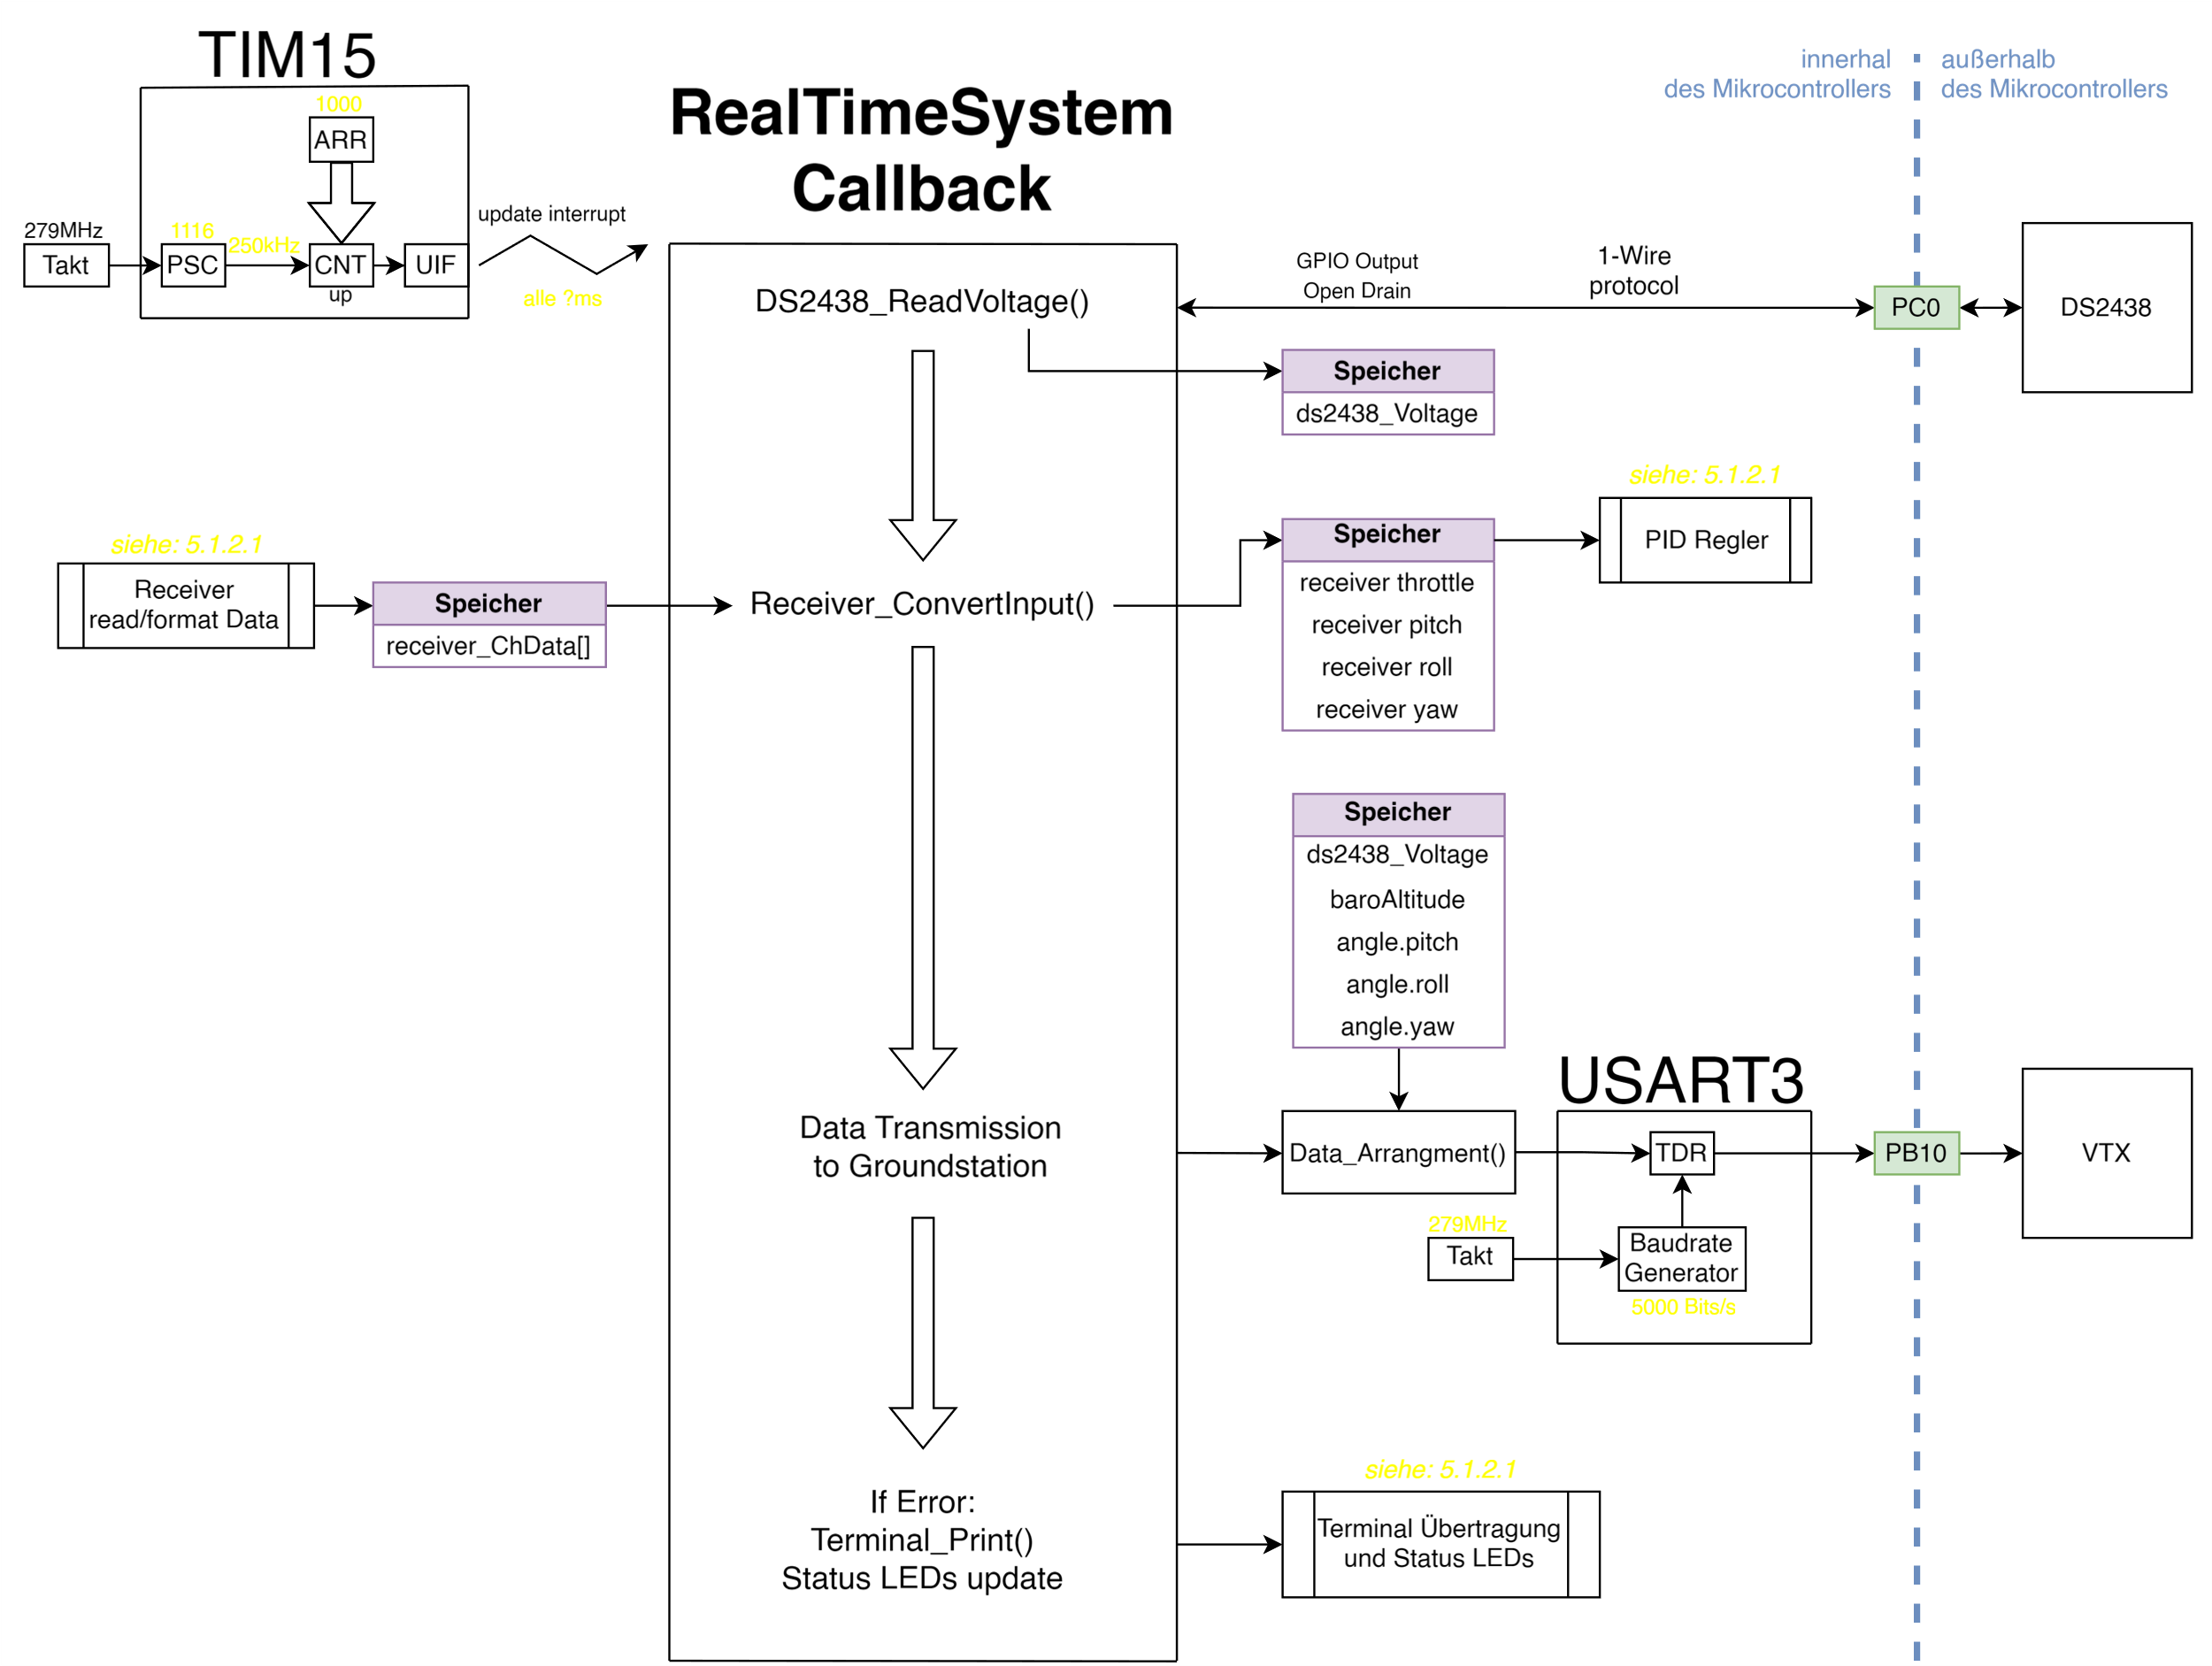 TIM15
1000
ARR
279MHz
Takt
1116
PSC
250kHz
CNT
up
UIF
update interrupt
alle ?ms
RealTimeSystem
Callback
innerhal
des Mikrocontrollers
außerhalb
des Mikrocontrollers
DS2438_ReadVoltage()
GPIO Output
Open Drain
1-Wire
protocol
PC0
DS2438
Speicher
ds2438_Voltage
siehe: 5.1.2.1
Receiver
read/format Data
Speicher
receiver_ChData[]
Receiver_ConvertInput()
Speicher
receiver throttle
receiver pitch
receiver roll
receiver yaw
siehe: 5.1.2.1
PID Regler
Speicher
ds2438_Voltage
baroAltitude
angle.pitch
angle.roll
angle.yaw
Data Transmission
to Groundstation
Data_Arrangment()
USART3
TDR
279MHz
Takt
Baudrate
Generator
5000 Bits/s
PB10
VTX
If Error:
Terminal_Print()
Status LEDs update
siehe: 5.1.2.1
Terminal Übertragung
und Status LEDs